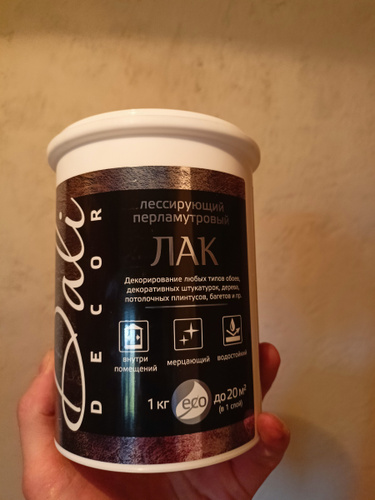 Dali
DECOR
лессирующий
перламутровый
ЛАК
Декорирование любых типов обоев,
декоративных штукатурок, дерева,
потолочных плинтусов, багетов и пр.
внутри
помещений
мерцающий
водостойкий
1 кг
eco
до 20 м²
(в 1 слой)